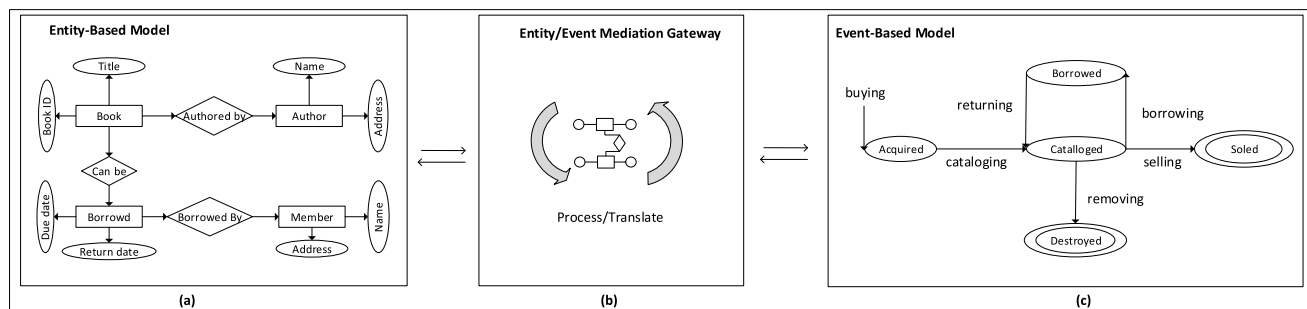 Entity-Based Model
Title
Name
Book ID
Book
Authored by
Author
Address
Can be
Due date
Borrowd
Borrowed By
Member
Name
Return date
Address
(a)
Entity/Event Mediation Gateway
Process/Translate
(b)
Event-Based Model
Borrowed
buying
returning
borrowing
Acquired
cataloging
Catalloged
selling
Soled
removing
Destroyed
(c)